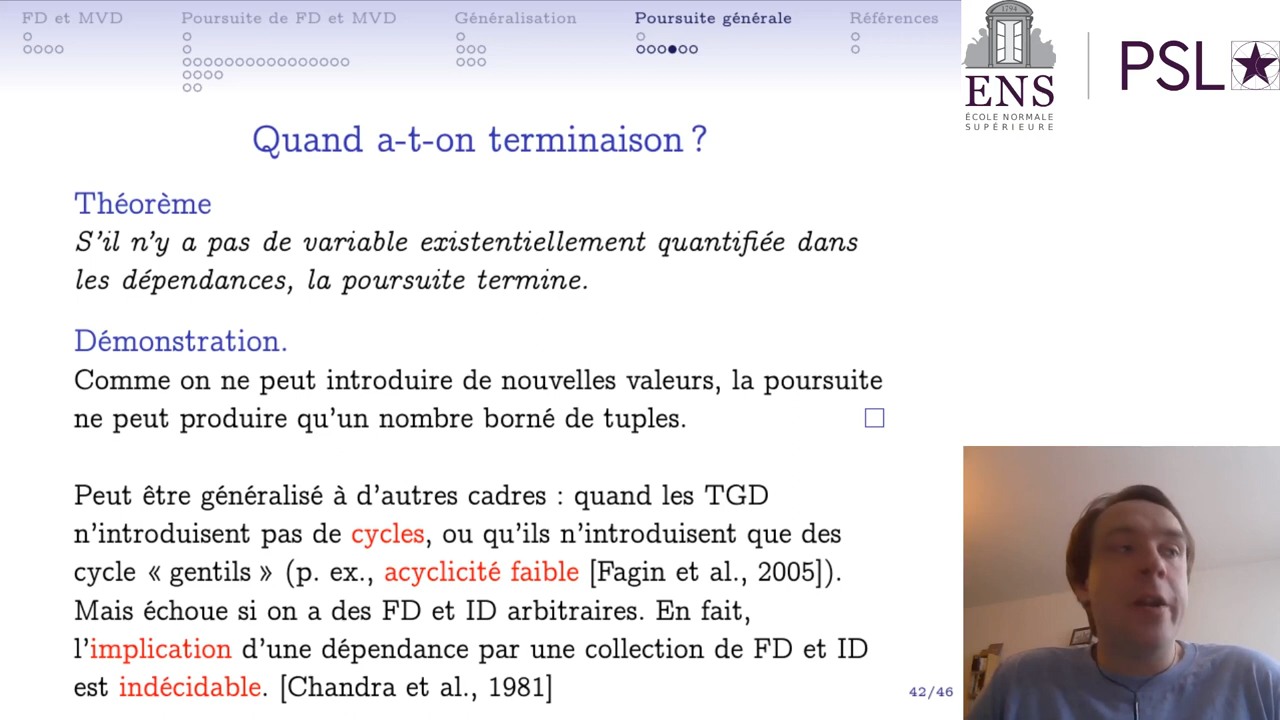 FD et MVD
Poursuite de FD et MVD
Généralisation
Poursuite générale
Références
1794
ENS
ÉCOLE NORMALE
SUPÉRIEURE
PSL
Quand a-t-on terminaison ?
Théorème
S'il n'y a pas de variable existentiellement quantifiée dans
les dépendances, la poursuite termine.
Démonstration.
Comme on ne peut introduire de nouvelles valeurs, la poursuite
ne peut produire qu'un nombre borné de tuples.
Peut être généralisé à d'autres cadres : quand les TGD
n'introduisent pas de cycles, ou qu'ils n'introduisent que des
cycle « gentils » (p. ex., acyclicité faible [Fagin et al., 2005]).
Mais échoue si on a des FD et ID arbitraires. En fait,
l'implication d'une dépendance par une collection de FD et ID
est indécidable. [Chandra et al., 1981]
42/46